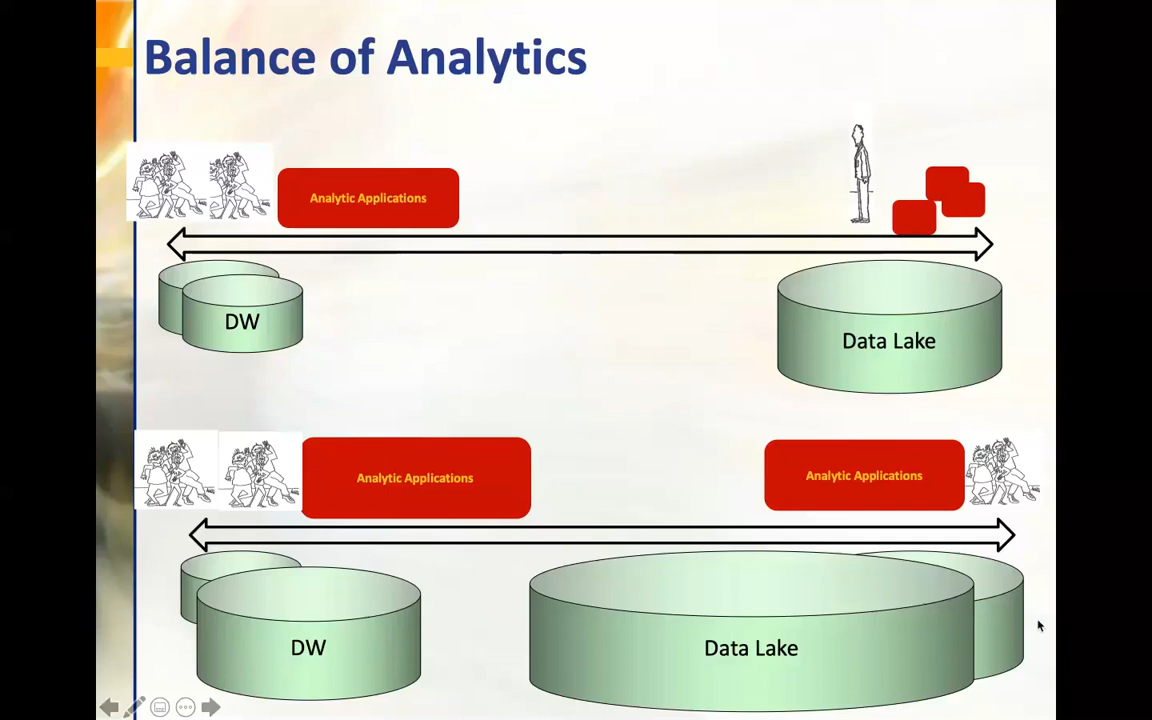 Balance of Analytics
Analytic Applications
DW
Data Lake
Analytic Applications
Analytic Applications
DW
Data Lake